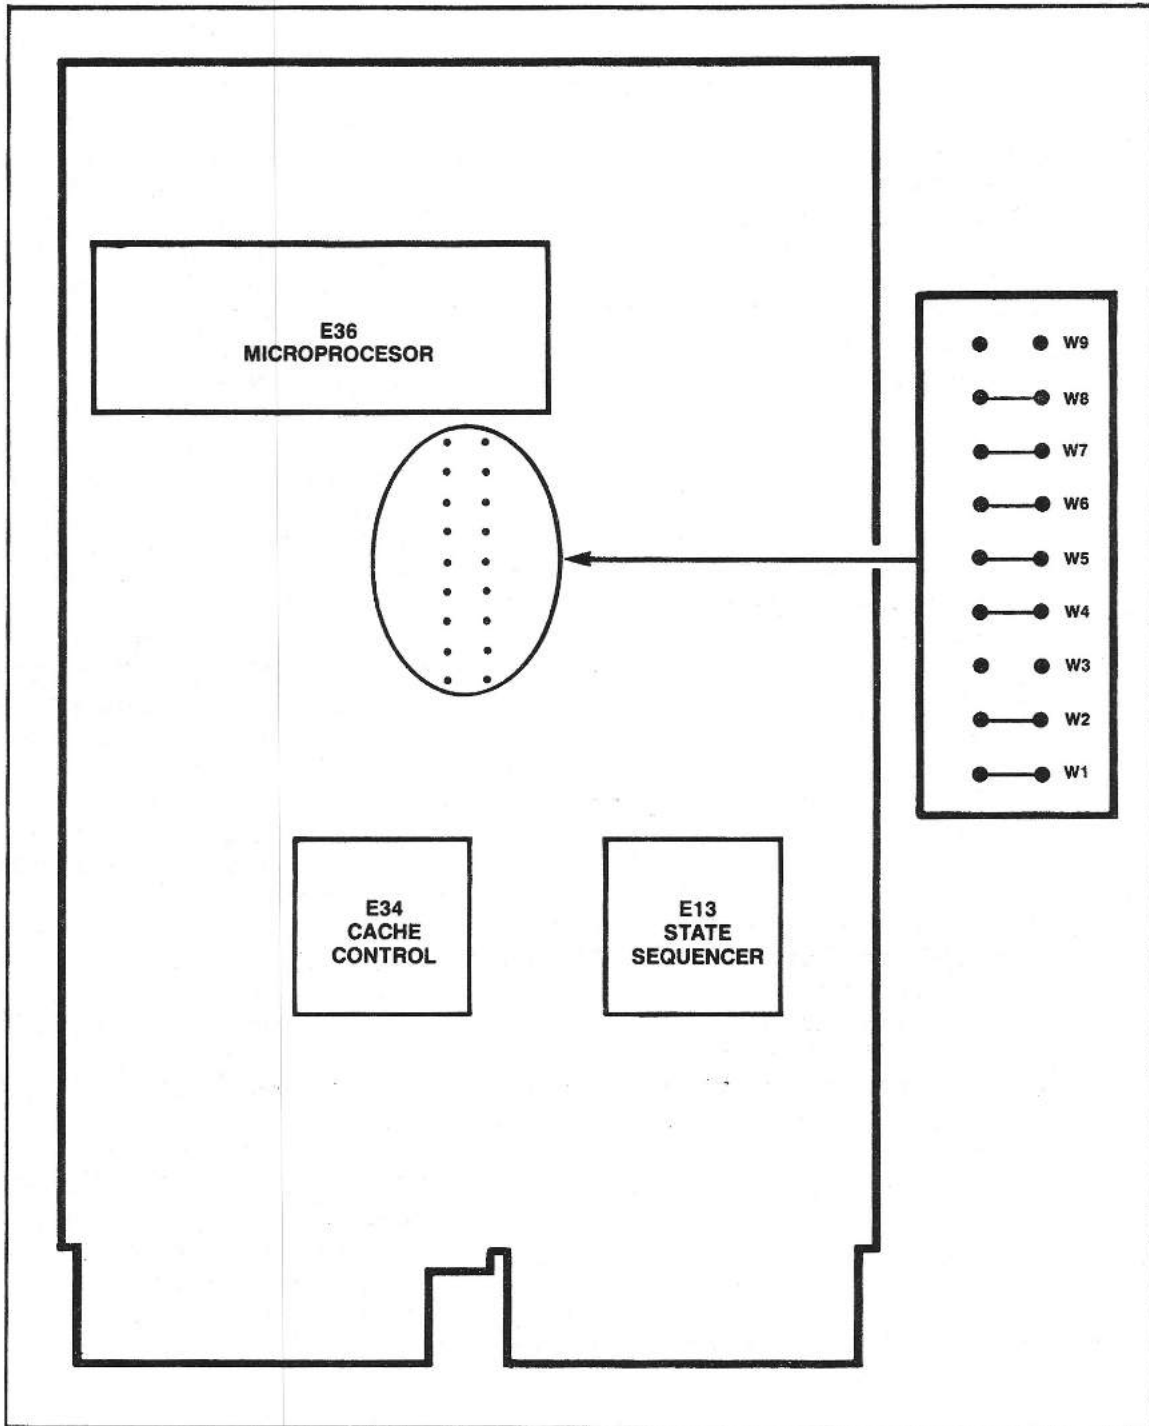 E36
MICROPROCESOR
W9
W8
W7
W6
W5
W4
W3
W2
W1
E34
CACHE
CONTROL
E13
STATE
SEQUENCER